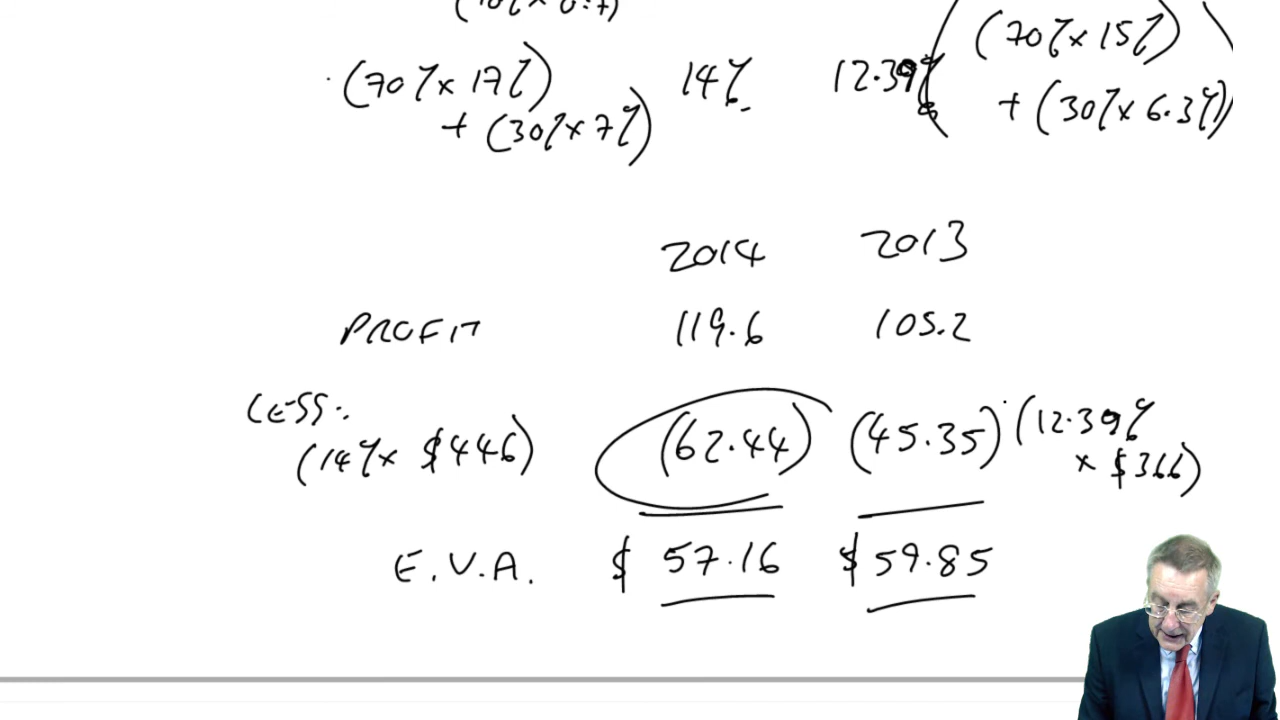 (70% x 17%) 14% 12.39% (70% x 15%)
+ (30% x 7%) + (30% x 6.3%)
2014 2013
PROFIT 119.6 105.2
LESS:
(14% x $446) (62.44) (45.35) (12.39%
x $366)
E.V.A. $ 57.16 $ 59.85